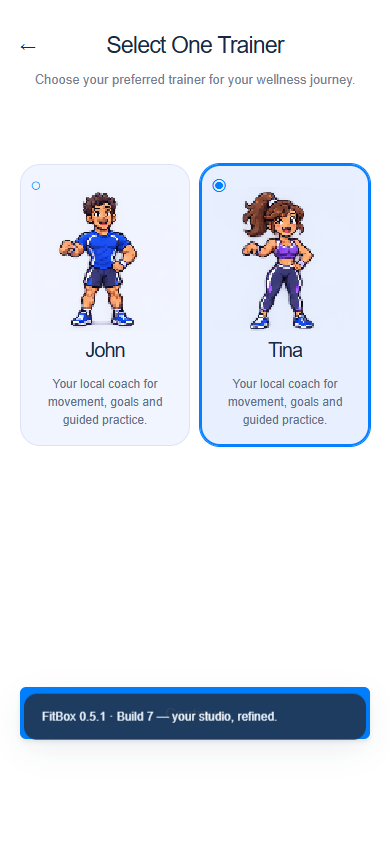 ←
Select One Trainer
Choose your preferred trainer for your wellness journey.
John
Your local coach for
movement, goals and
guided practice.
Tina
Your local coach for
movement, goals and
guided practice.
FitBox 0.5.1 · Build 7 — your studio, refined.